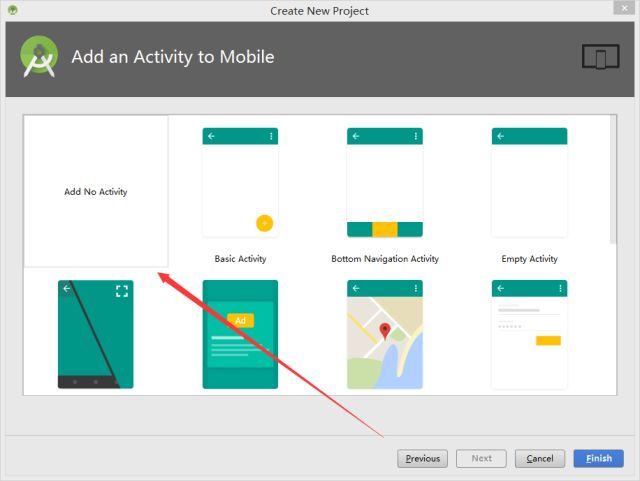 Create New Project
Add an Activity to Mobile
Add No Activity
Basic Activity
Bottom Navigation Activity
Empty Activity
Ad
Previous
Next
Cancel
Finish